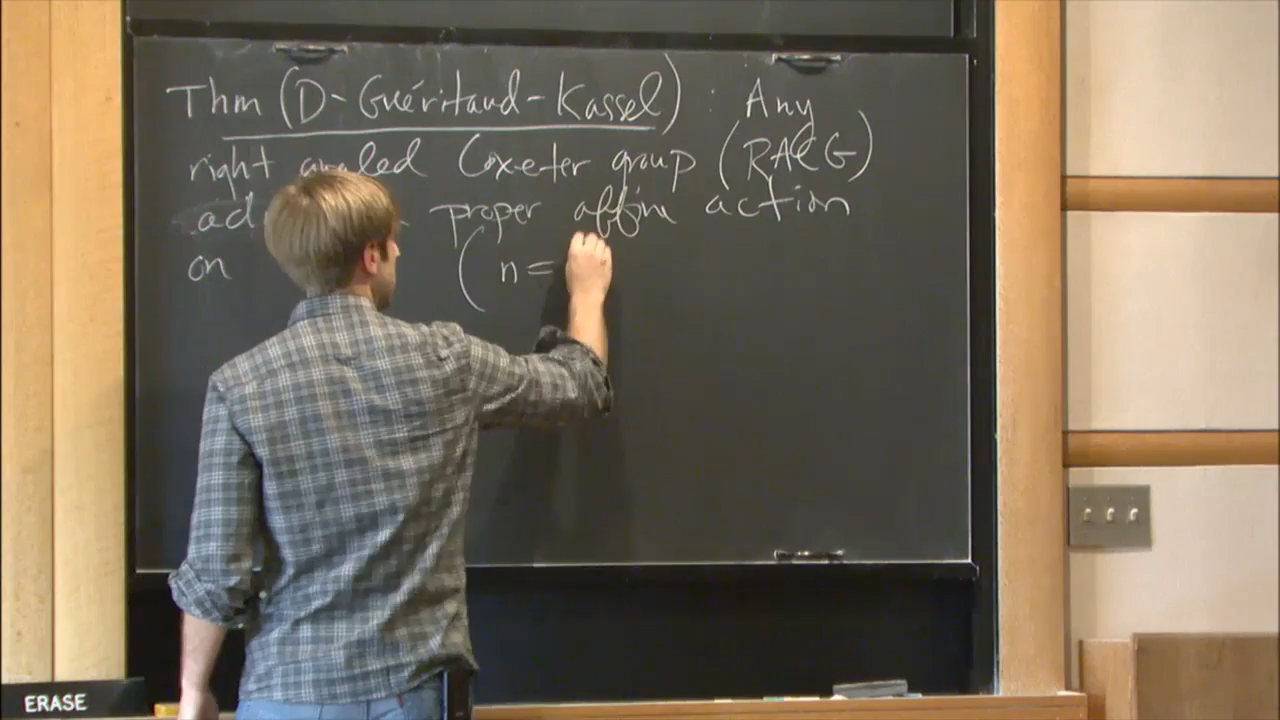 Thm (D-Guéritaud-Kassel) : Any
right angled Coxeter group (RACG)
ad proper affine action
on ( n =
ERASE